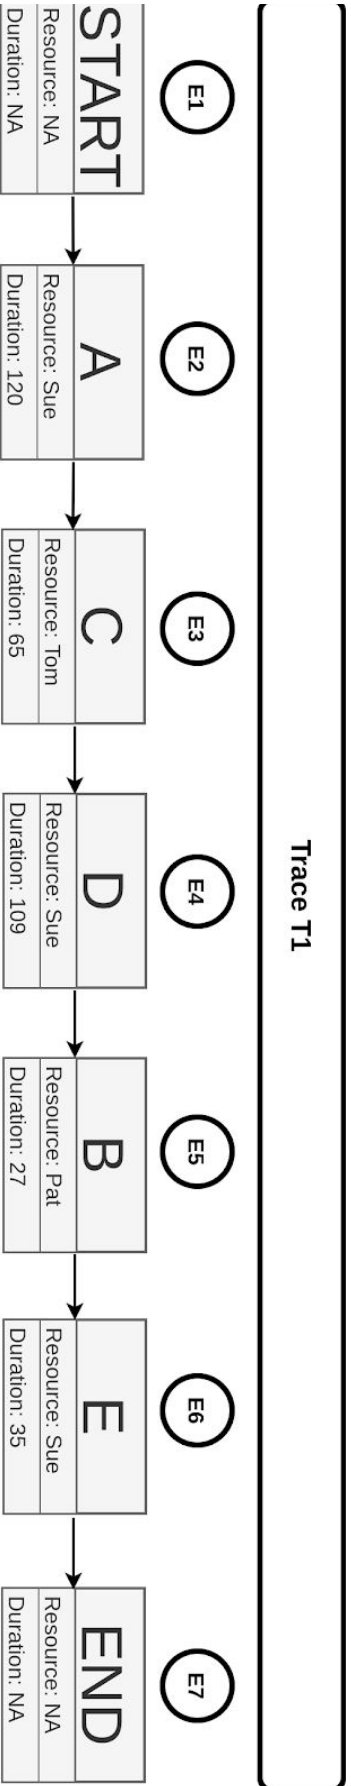 Trace T1
E1
E2
E3
E4
E5
E6
E7
START
Resource: NA
Duration: NA
A
Resource: Sue
Duration: 120
C
Resource: Tom
Duration: 65
D
Resource: Sue
Duration: 109
B
Resource: Pat
Duration: 27
E
Resource: Sue
Duration: 35
END
Resource: NA
Duration: NA